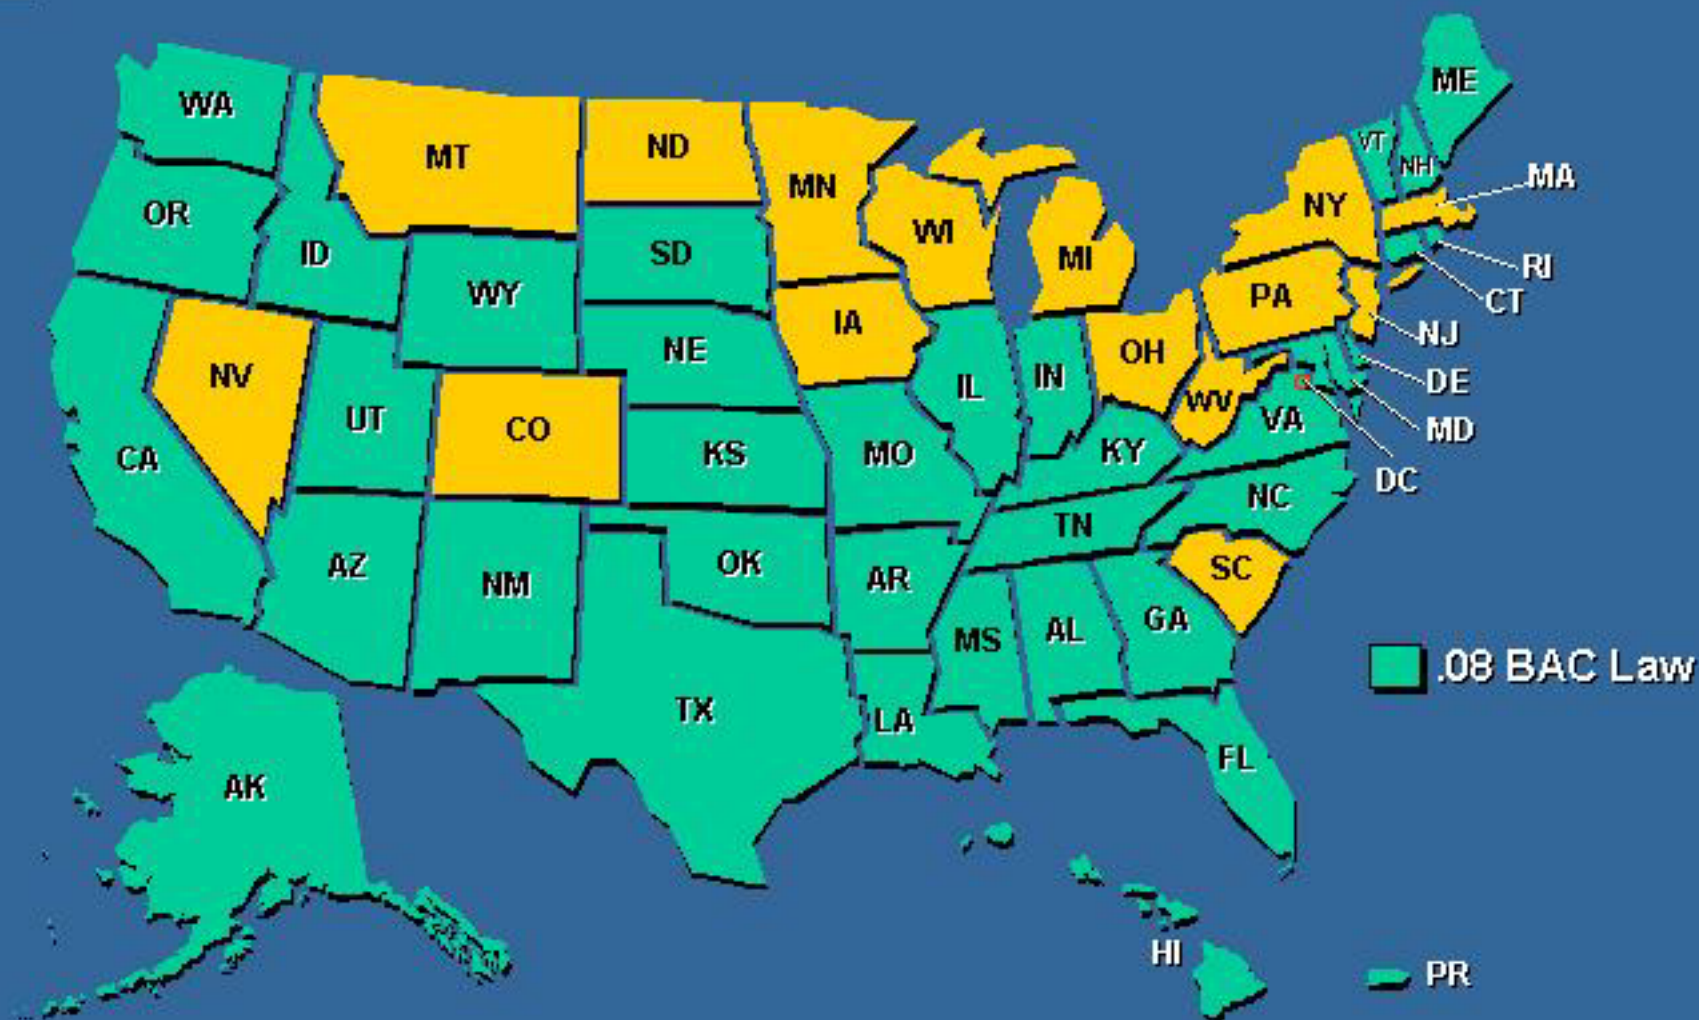 ME
WA
VT
MT
ND
NH
MA
MN
OR
NY
WI
ID
SD
MI
RI
WY
PA
CT
IA
NJ
NE
OH
NV
IN
DE
IL
WV
UT
CO
VA
MD
CA
KS
MO
KY
DC
NC
TN
AZ
OK
SC
NM
AR
GA
AL
MS
.08 BAC Law
TX
LA
FL
AK
HI
PR